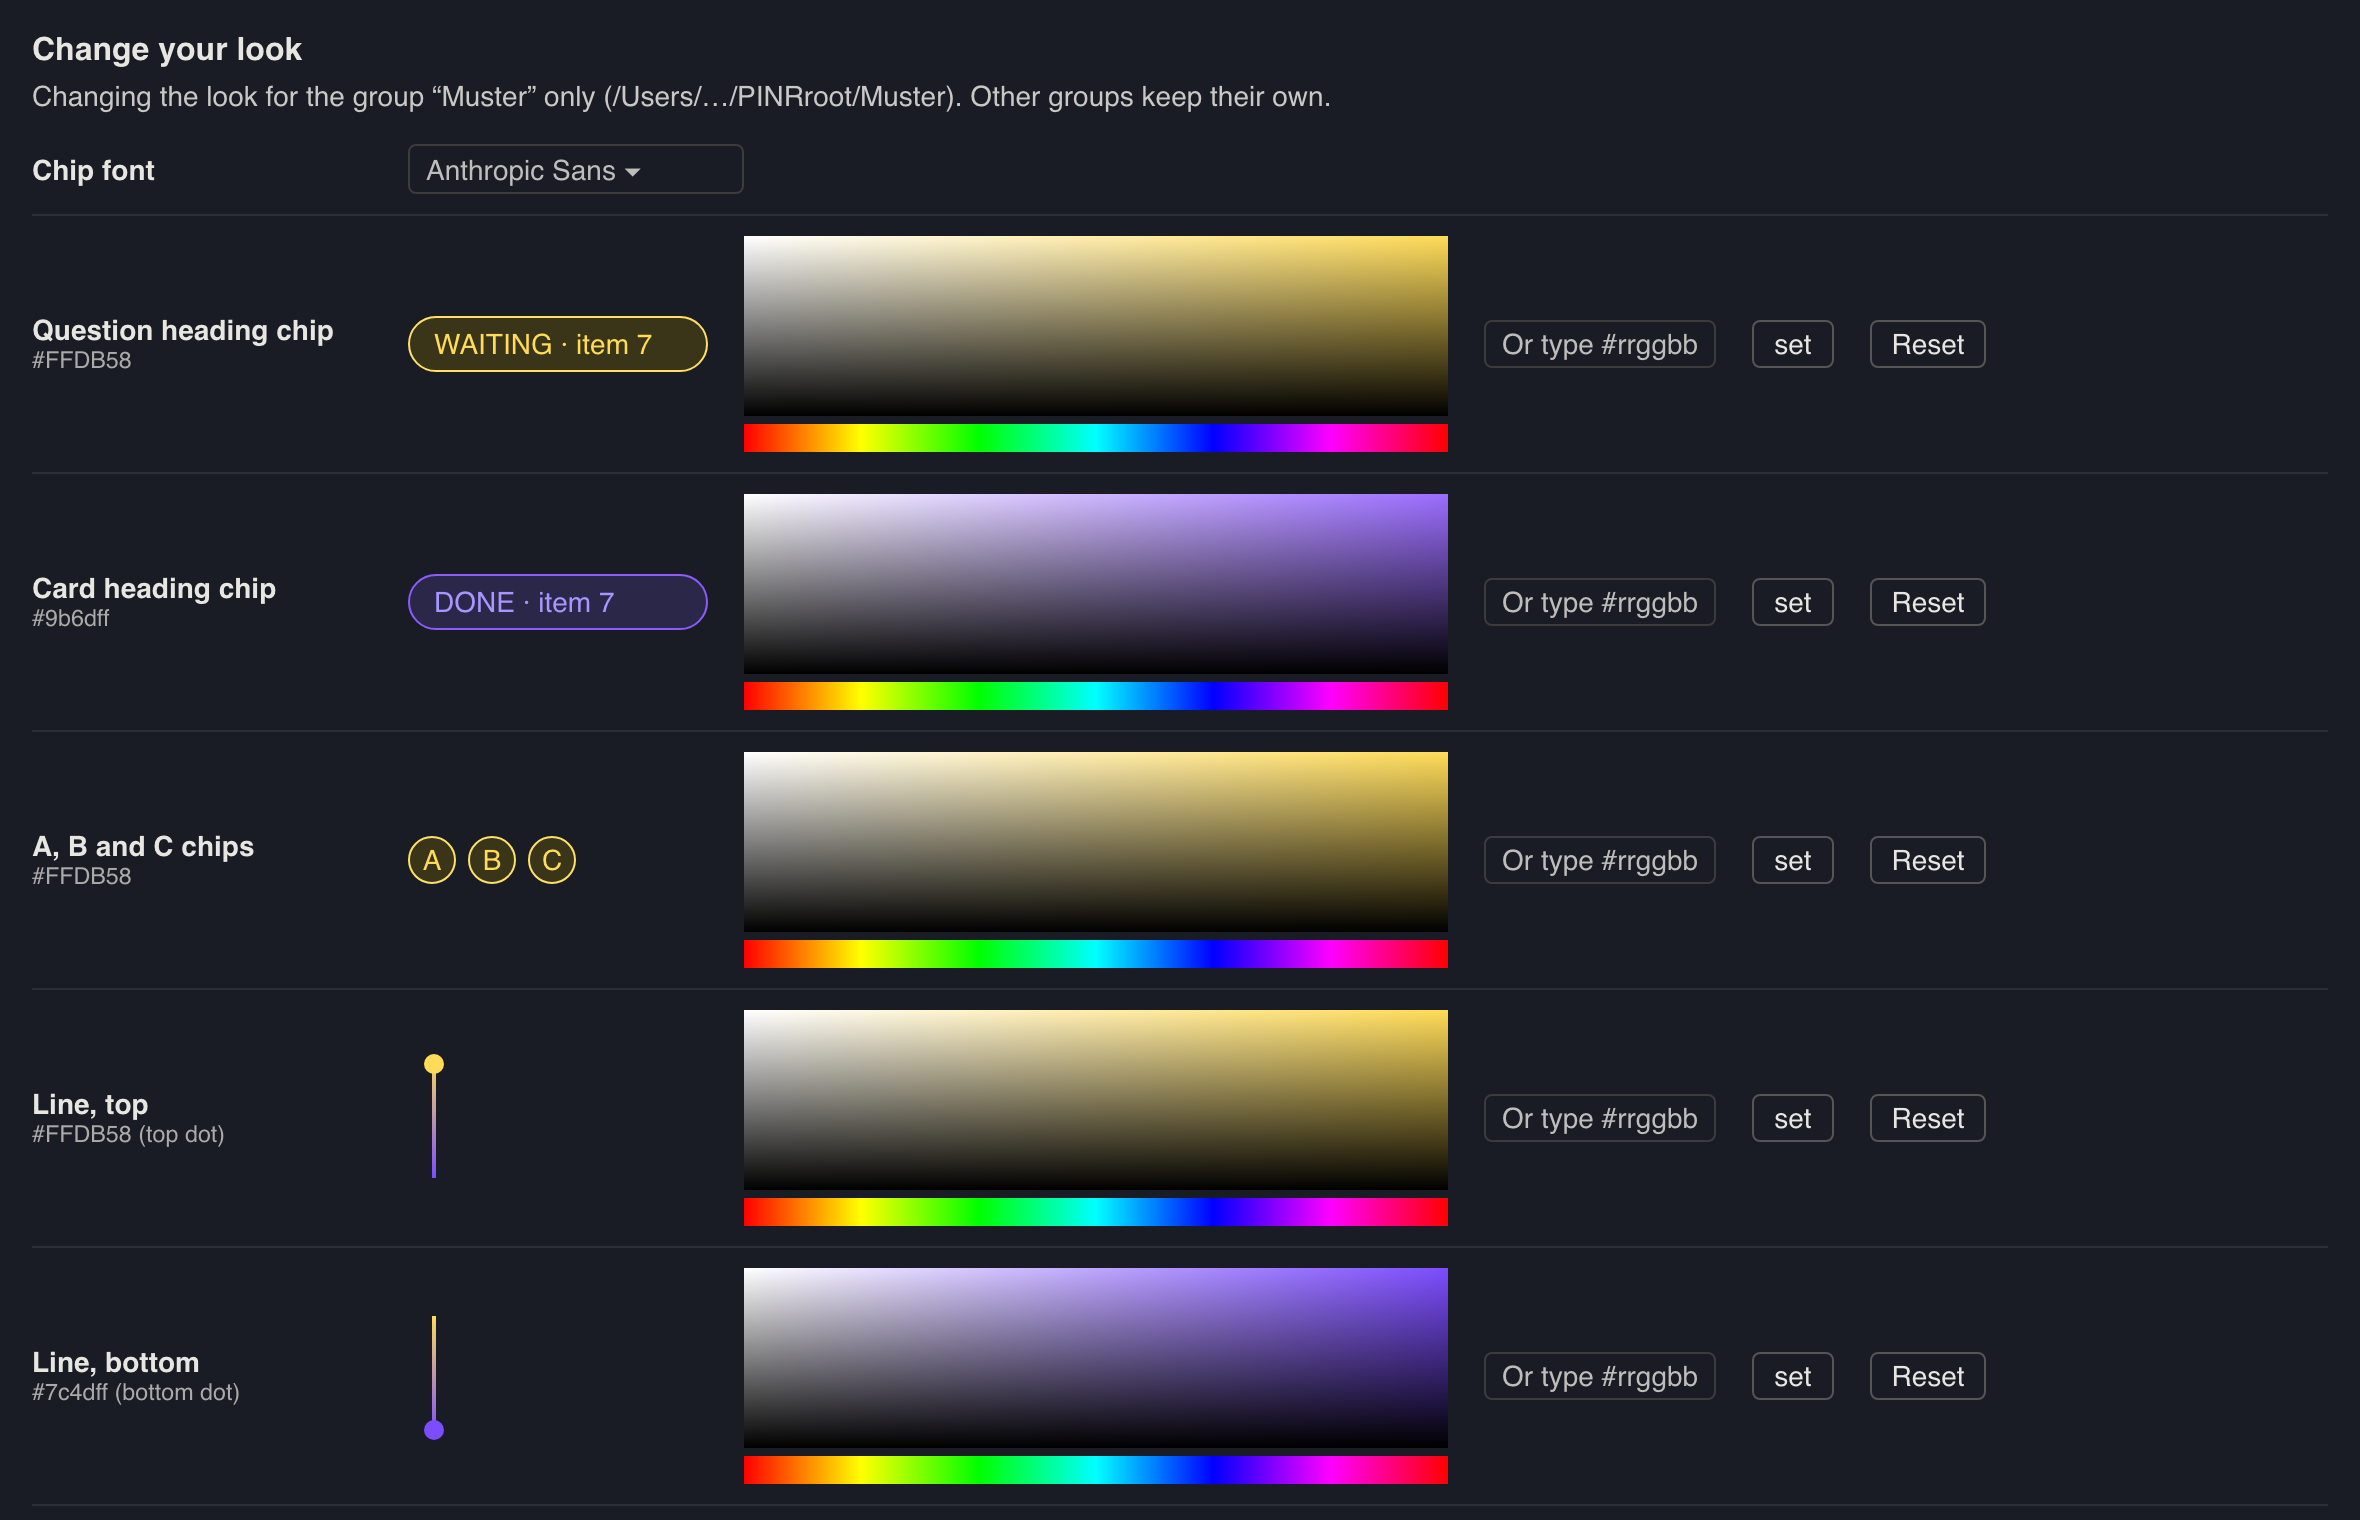 Change your look
Changing the look for the group “Muster” only (/Users/…/PINRroot/Muster). Other groups keep their own.
Chip font
Anthropic Sans
Question heading chip
#FFDB58
WAITING · item 7
Or type #rrggbb
set
Reset
Card heading chip
#9b6dff
DONE · item 7
Or type #rrggbb
set
Reset
A, B and C chips
#FFDB58
A B C
Or type #rrggbb
set
Reset
Line, top
#FFDB58 (top dot)
Or type #rrggbb
set
Reset
Line, bottom
#7c4dff (bottom dot)
Or type #rrggbb
set
Reset